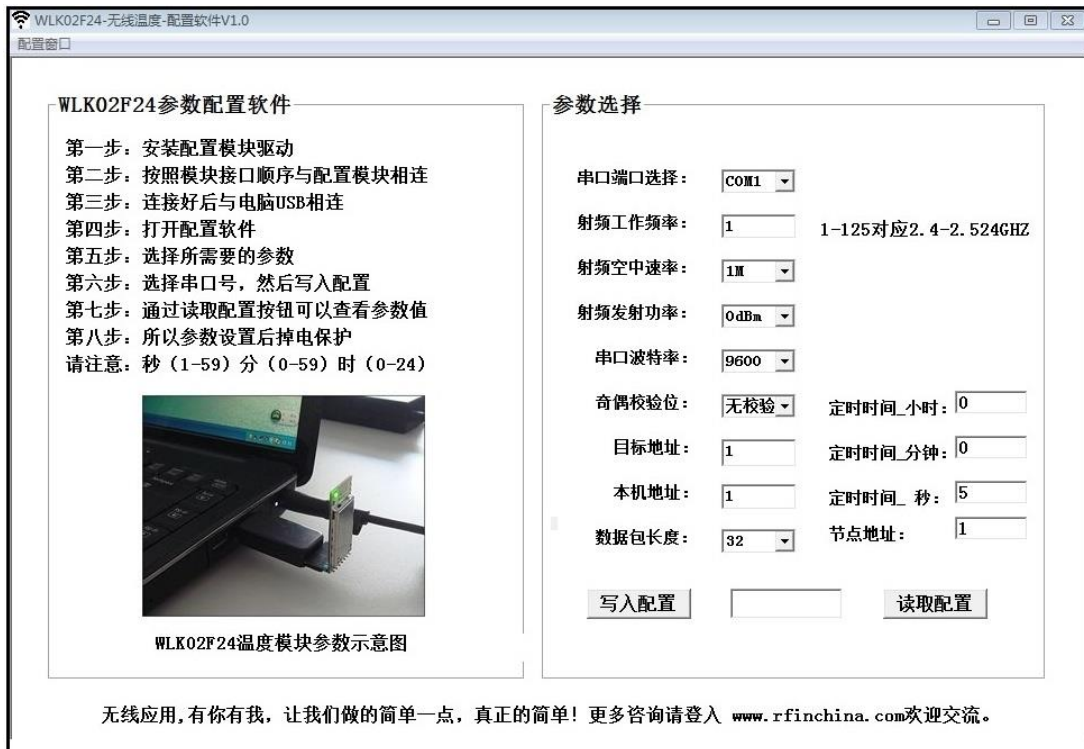 WLK02F24-无线温度-配置软件V1.0
配置窗口
WLK02F24参数配置软件
第一步：安装配置模块驱动
第二步：按照模块接口顺序与配置模块相连
第三步：连接好后与电脑USB相连
第四步：打开配置软件
第五步：选择所需要的参数
第六步：选择串口号，然后写入配置
第七步：通过读取配置按钮可以查看参数值
第八步：所以参数设置后掉电保护
请注意：秒（1-59）分（0-59）时（0-24）
WLK02F24温度模块参数示意图
参数选择
串口端口选择： COM1
射频工作频率： 1 1-125对应2.4-2.524GHZ
射频空中速率： 1M
射频发射功率： 0dBm
串口波特率： 9600
奇偶校验位： 无校验 定时时间_小时：0
目标地址： 1 定时时间_分钟：0
本机地址： 1 定时时间_ 秒：5
数据包长度： 32 节点地址： 1
写入配置 读取配置
无线应用,有你有我，让我们做的简单一点，真正的简单！更多咨询请登入 www.rfinchina.com欢迎交流。